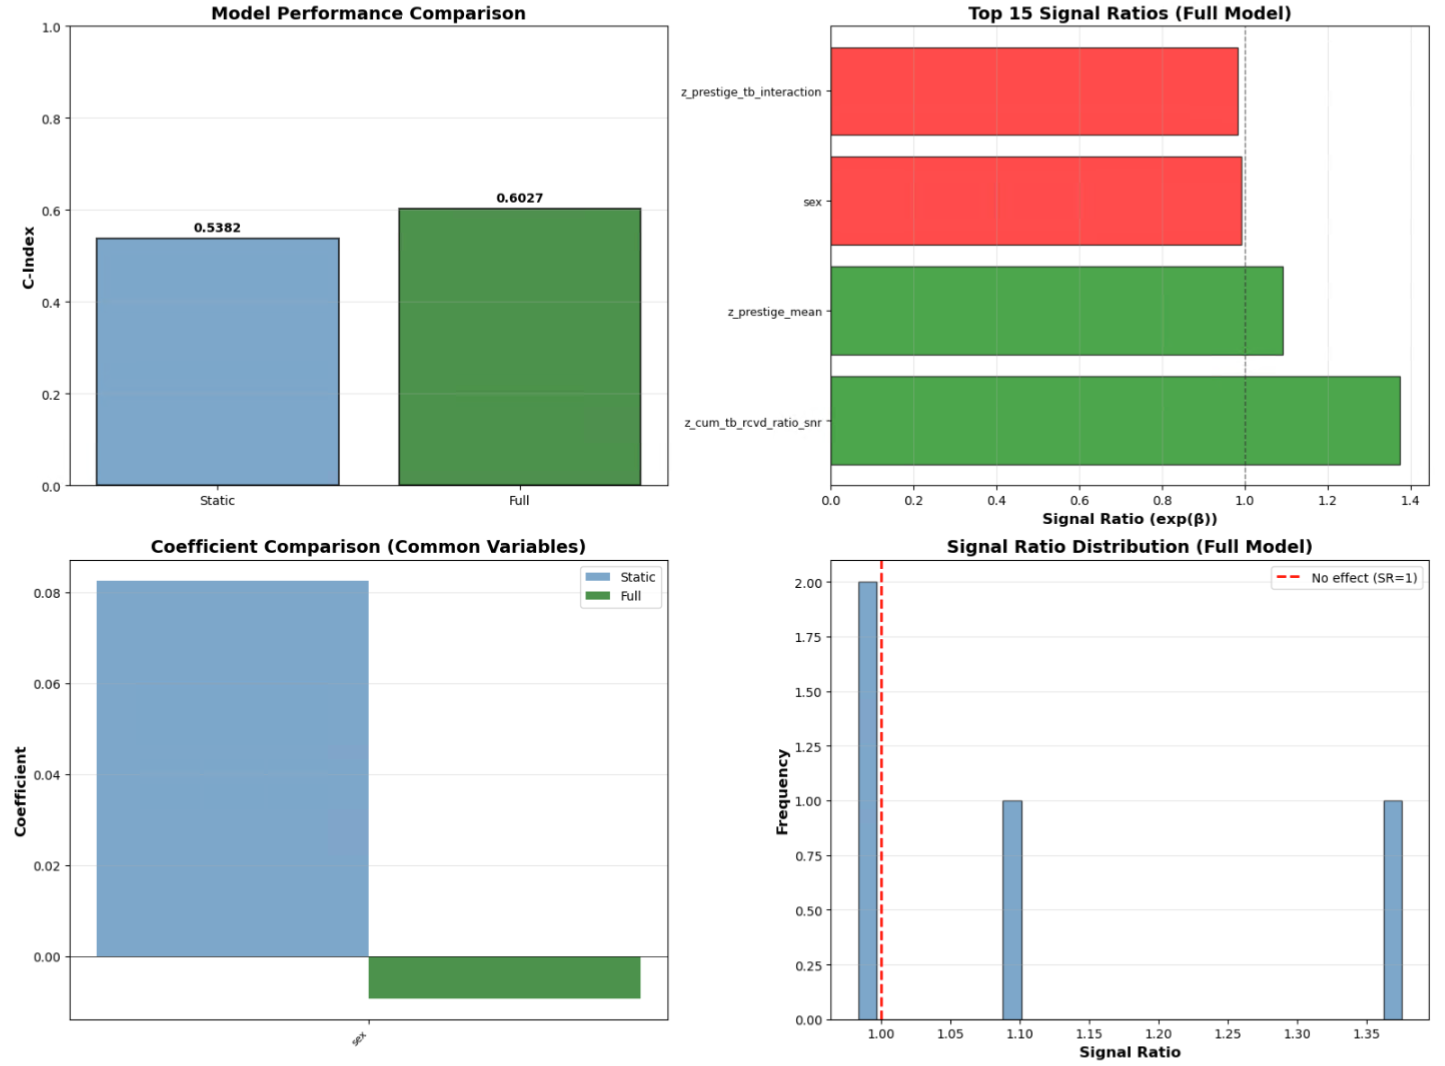 Model Performance Comparison
1.0
0.8
0.6
0.4
0.2
0.0
C-Index
0.5382
0.6027
Static
Full
Top 15 Signal Ratios (Full Model)
z_prestige_tb_interaction
sex
z_prestige_mean
z_cum_tb_rcvd_ratio_snr
0.0
0.2
0.4
0.6
0.8
1.0
1.2
1.4
Signal Ratio (exp(β))
Coefficient Comparison (Common Variables)
Static
Full
0.08
0.06
0.04
0.02
0.00
Coefficient
sex
Signal Ratio Distribution (Full Model)
No effect (SR=1)
2.00
1.75
1.50
1.25
1.00
0.75
0.50
0.25
0.00
Frequency
1.00
1.05
1.10
1.15
1.20
1.25
1.30
1.35
Signal Ratio